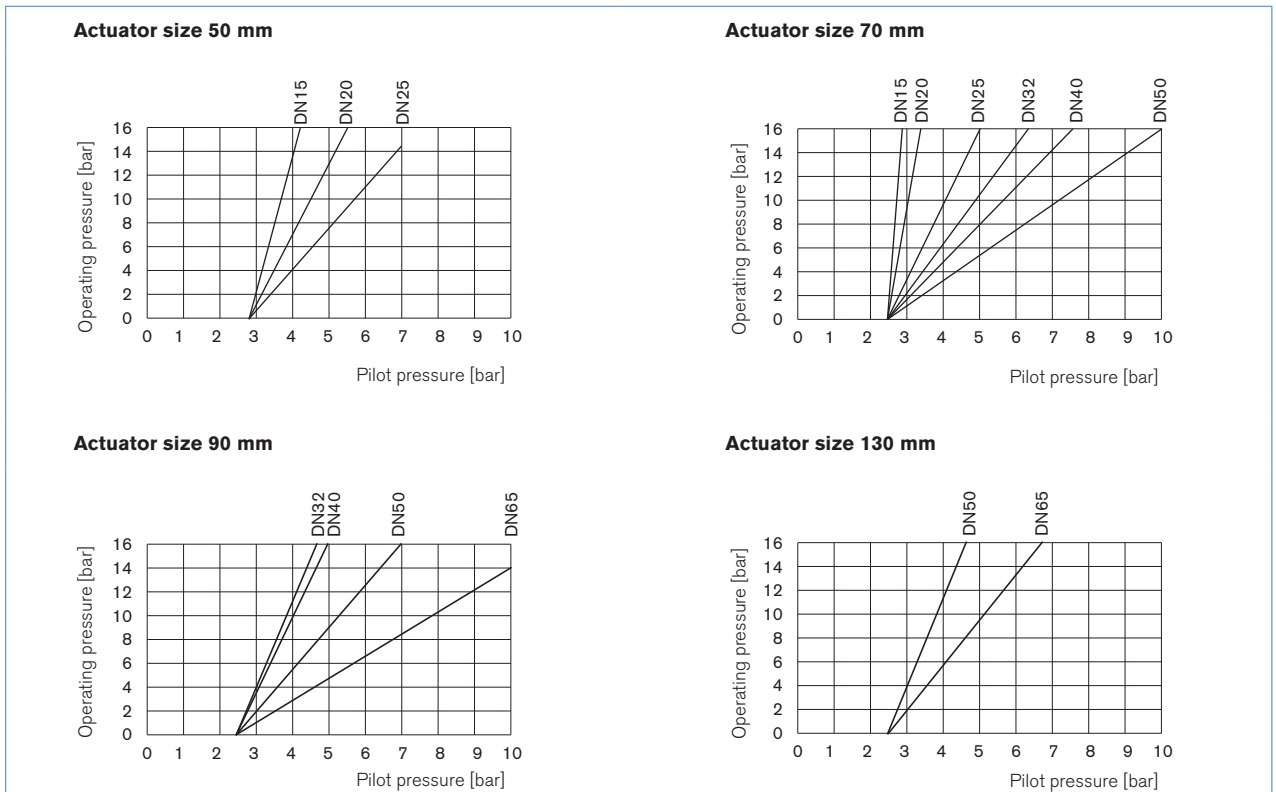 Actuator size 50 mm
DN15 DN20 DN25
Operating pressure [bar]
16
14
12
10
8
6
4
2
0
0 1 2 3 4 5 6 7 8 9 10
Pilot pressure [bar]
Actuator size 70 mm
DN15 DN20 DN25 DN32 DN40 DN50
Operating pressure [bar]
16
14
12
10
8
6
4
2
0
0 1 2 3 4 5 6 7 8 9 10
Pilot pressure [bar]
Actuator size 90 mm
DN32 DN40 DN50 DN65
Operating pressure [bar]
16
14
12
10
8
6
4
2
0
0 1 2 3 4 5 6 7 8 9 10
Pilot pressure [bar]
Actuator size 130 mm
DN50 DN65
Operating pressure [bar]
16
14
12
10
8
6
4
2
0
0 1 2 3 4 5 6 7 8 9 10
Pilot pressure [bar]